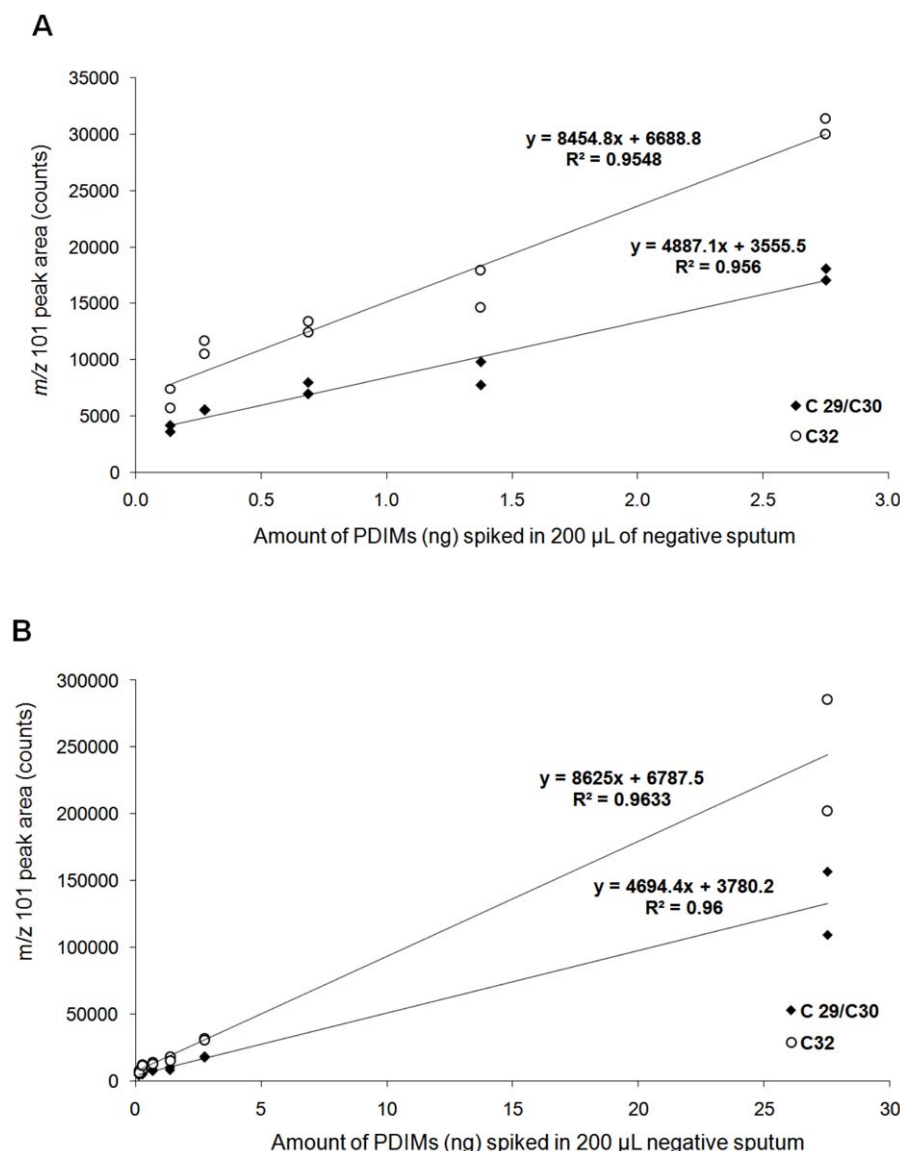 A
35000
30000
25000
20000
15000
10000
5000
0
m/z 101 peak area (counts)
y = 8454.8x + 6688.8
R² = 0.9548
y = 4887.1x + 3555.5
R² = 0.956
C 29/C30
C32
0.0 0.5 1.0 1.5 2.0 2.5 3.0
Amount of PDIMs (ng) spiked in 200 µL of negative sputum
B
300000
250000
200000
150000
100000
50000
0
m/z 101 peak area (counts)
y = 8625x + 6787.5
R² = 0.9633
y = 4694.4x + 3780.2
R² = 0.96
C 29/C30
C32
0 5 10 15 20 25 30
Amount of PDIMs (ng) spiked in 200 µL negative sputum